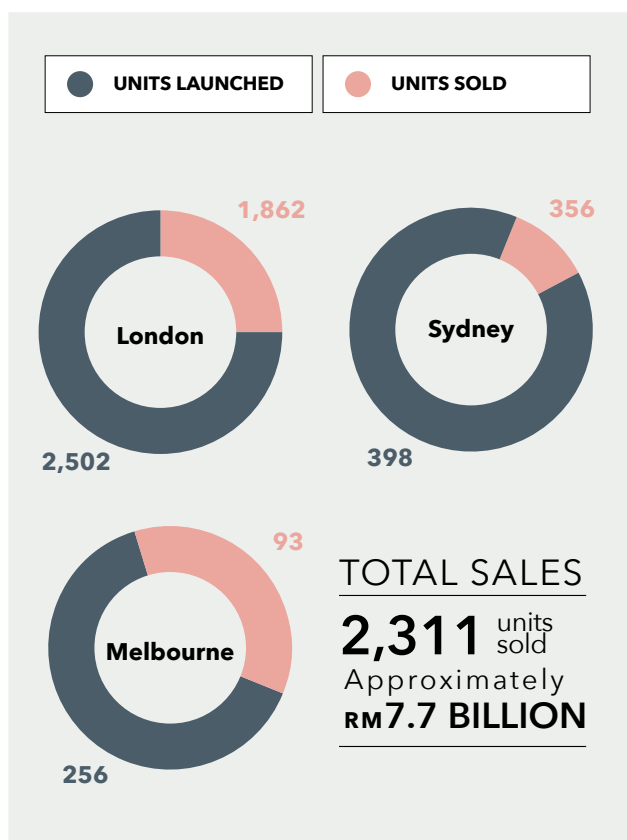 UNITS LAUNCHED
UNITS SOLD
1,862
London
2,502
356
Sydney
398
93
Melbourne
256
TOTAL SALES
2,311 units sold
Approximately
RM7.7 BILLION